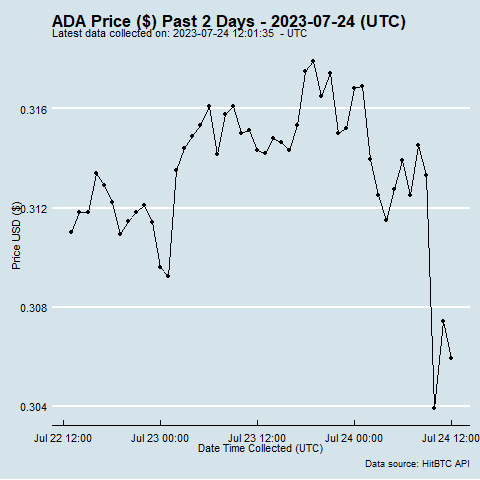 ADA Price ($) Past 2 Days - 2023-07-24 (UTC)
Latest data collected on: 2023-07-24 12:01:35  - UTC
0.316
0.312
0.308
0.304
Price USD ($)
Jul 22 12:00 Jul 23 00:00 Jul 23 12:00 Jul 24 00:00 Jul 24 12:00
Date Time Collected (UTC)
Data source: HitBTC API